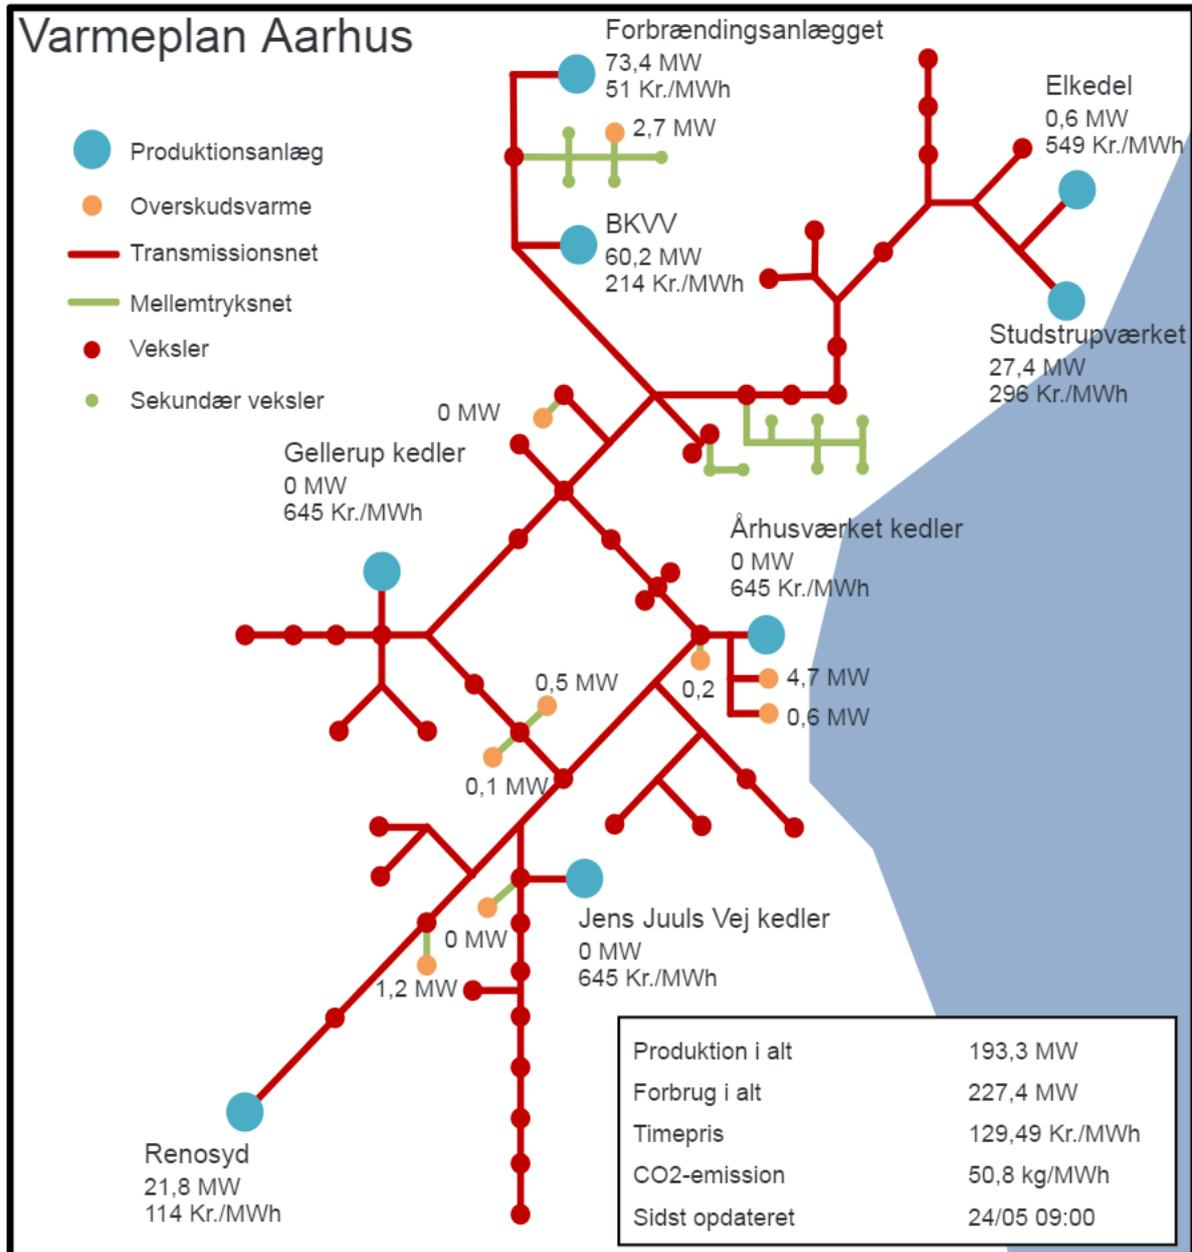 Varmeplan Aarhus
Produktionsanlæg
Overskudsvarme
Transmissionsnet
Mellemtryksnet
Veksler
Sekundær veksler
Forbrændingsanlægget
73,4 MW
51 Kr./MWh
2,7 MW
BKVV
60,2 MW
214 Kr./MWh
Elkedel
0,6 MW
549 Kr./MWh
Studstrupværket
27,4 MW
296 Kr./MWh
0 MW
Gellerup kedler
0 MW
645 Kr./MWh
Århusværket kedler
0 MW
645 Kr./MWh
0,2
4,7 MW
0,6 MW
0,5 MW
0,1 MW
0 MW
1,2 MW
Jens Juuls Vej kedler
0 MW
645 Kr./MWh
Renosyd
21,8 MW
114 Kr./MWh
Produktion i alt 193,3 MW
Forbrug i alt 227,4 MW
Timepris 129,49 Kr./MWh
CO2-emission 50,8 kg/MWh
Sidst opdateret 24/05 09:00